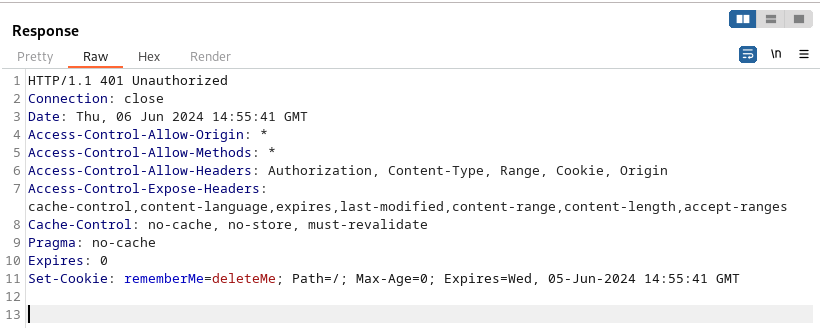 Response
Pretty Raw Hex Render \n
1 HTTP/1.1 401 Unauthorized
2 Connection: close
3 Date: Thu, 06 Jun 2024 14:55:41 GMT
4 Access-Control-Allow-Origin: *
5 Access-Control-Allow-Methods: *
6 Access-Control-Allow-Headers: Authorization, Content-Type, Range, Cookie, Origin
7 Access-Control-Expose-Headers:
cache-control,content-language,expires,last-modified,content-range,content-length,accept-ranges
8 Cache-Control: no-cache, no-store, must-revalidate
9 Pragma: no-cache
10 Expires: 0
11 Set-Cookie: rememberMe=deleteMe; Path=/; Max-Age=0; Expires=Wed, 05-Jun-2024 14:55:41 GMT
12
13